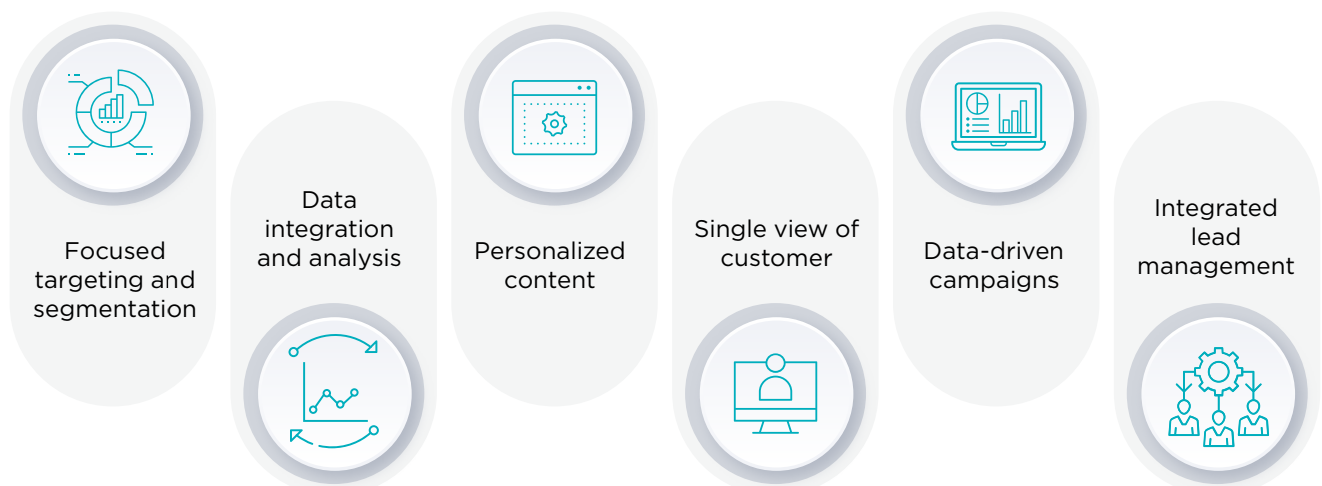 Focused
targeting and
segmentation
Data
integration
and analysis
Personalized
content
Single view of
customer
Data-driven
campaigns
Integrated
lead
management